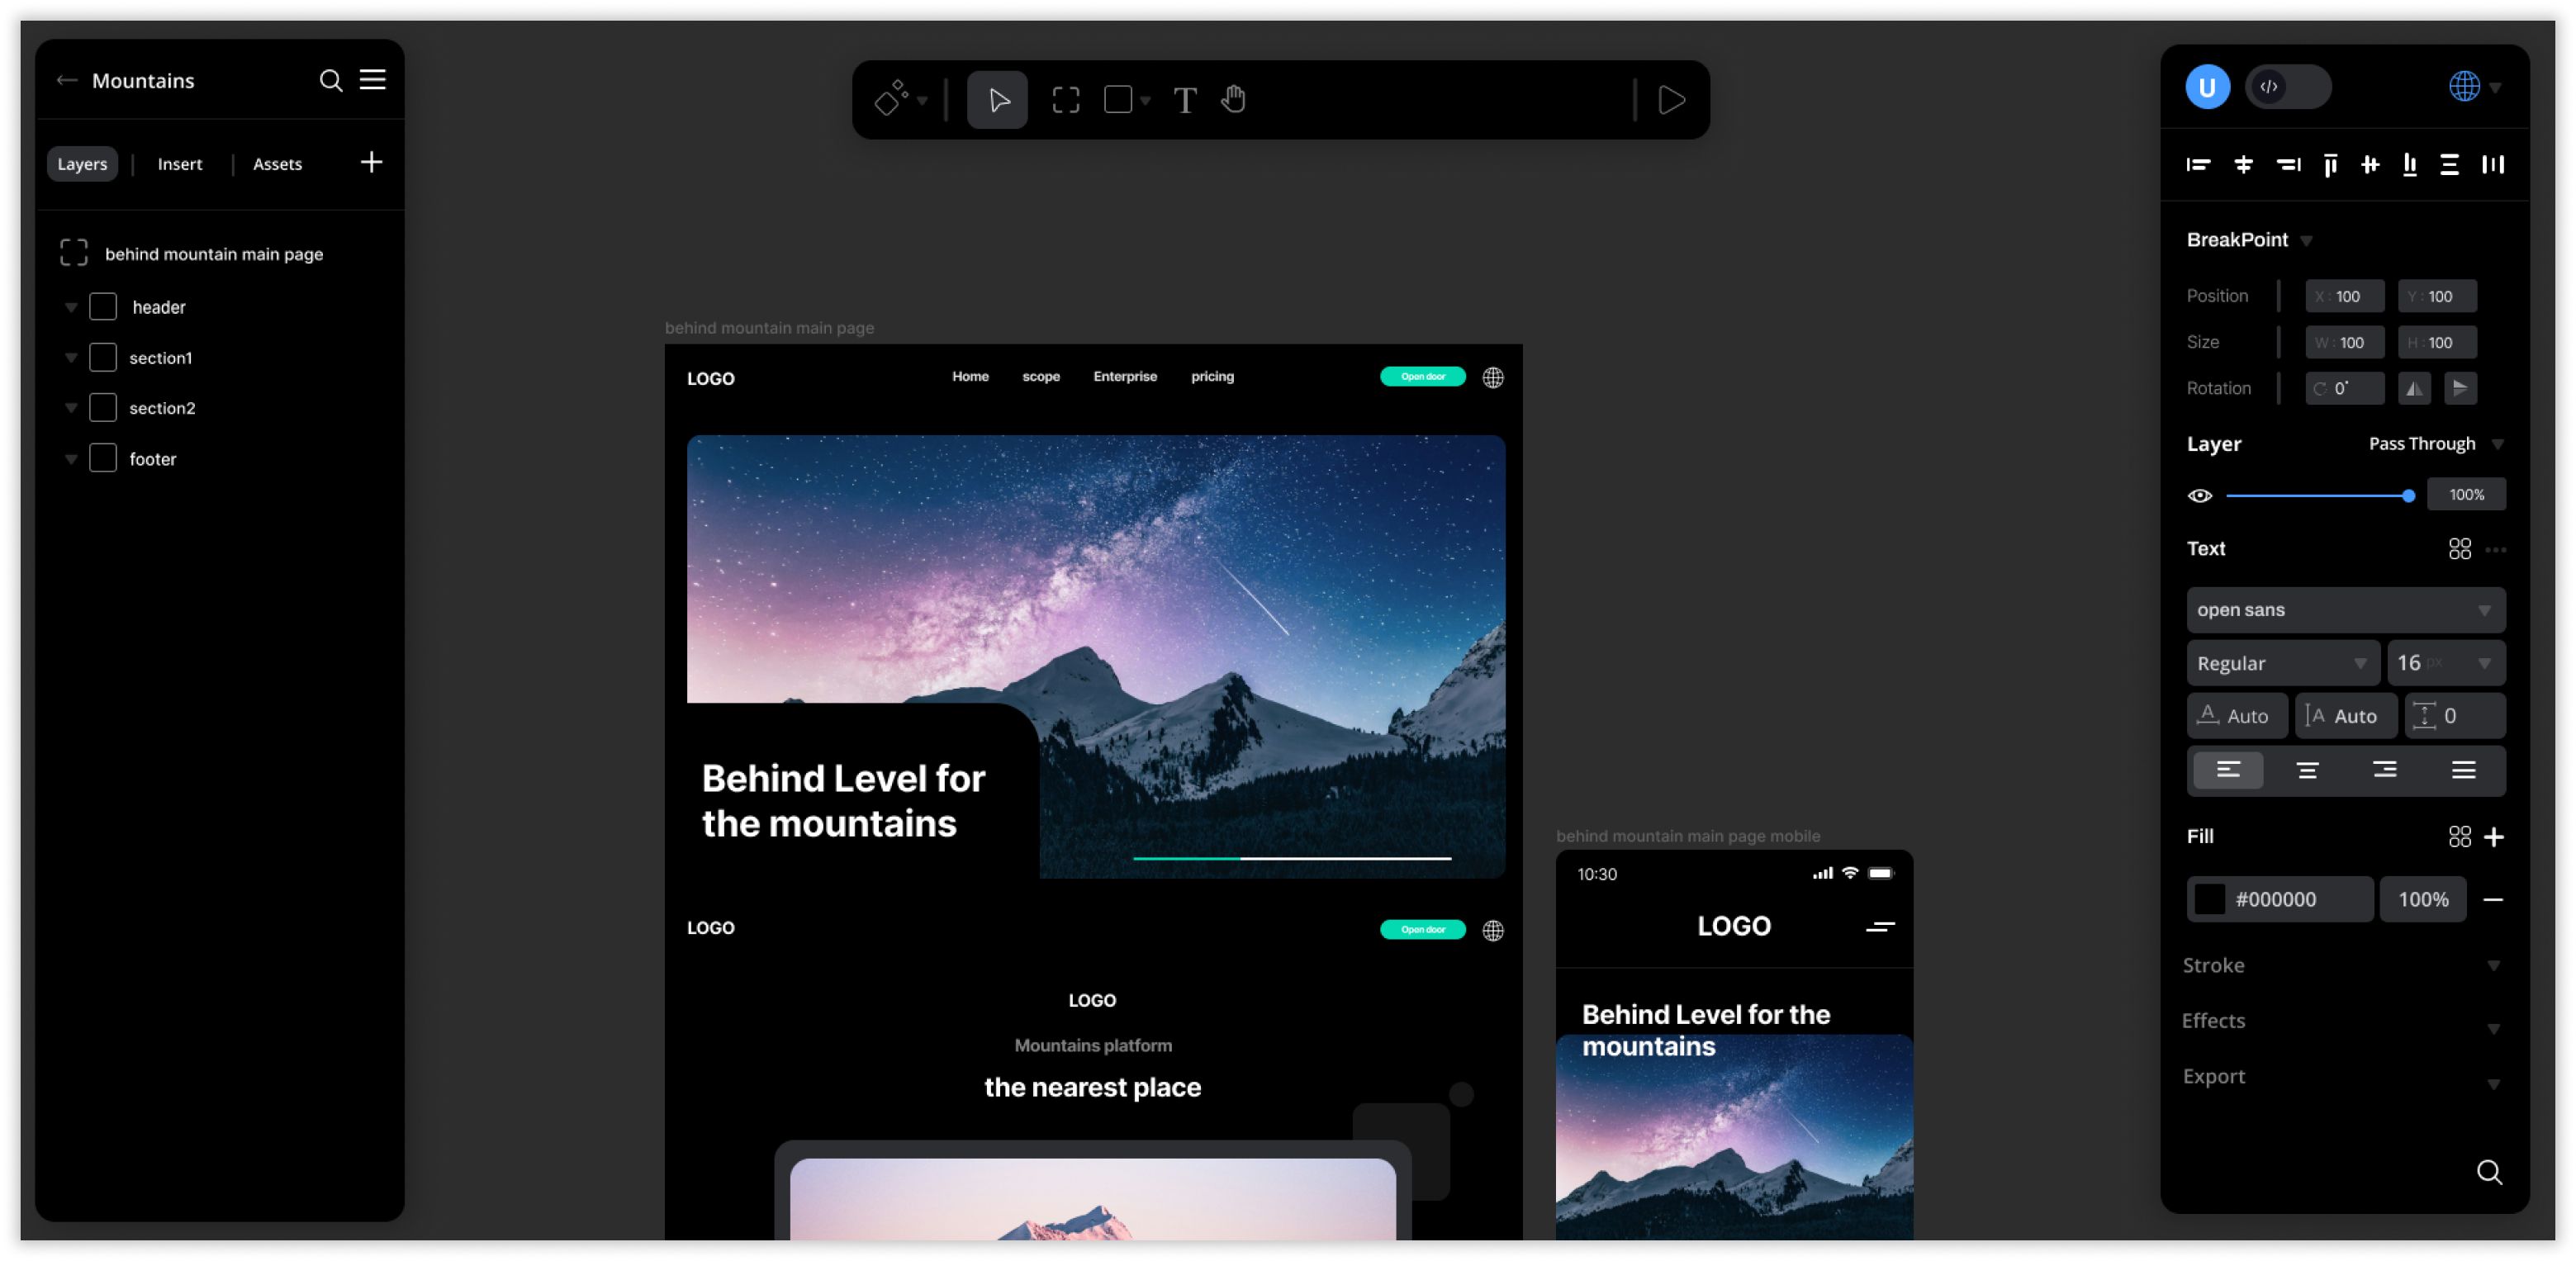 Mountains
Layers | Insert | Assets
behind mountain main page
header
section1
section2
footer
T
behind mountain main page
LOGO Home scope Enterprise pricing Open door
Behind Level for
the mountains
LOGO Open door
LOGO
Mountains platform
the nearest place
behind mountain main page mobile
10:30
LOGO
Behind Level for the
mountains
U </>
BreakPoint
Position X : 100 Y : 100
Size W : 100 H : 100
Rotation 0°
Layer Pass Through
100%
Text
open sans
Regular 16 px
A Auto A Auto 0
Fill
#000000 100%
Stroke
Effects
Export